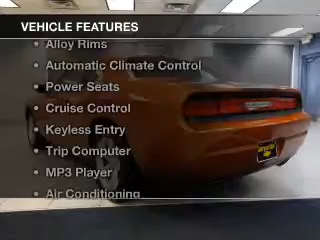 VEHICLE FEATURES
• Alloy Rims
• Automatic Climate Control
• Power Seats
• Cruise Control
• Keyless Entry
• Trip Computer
• MP3 Player
• Air Conditioning